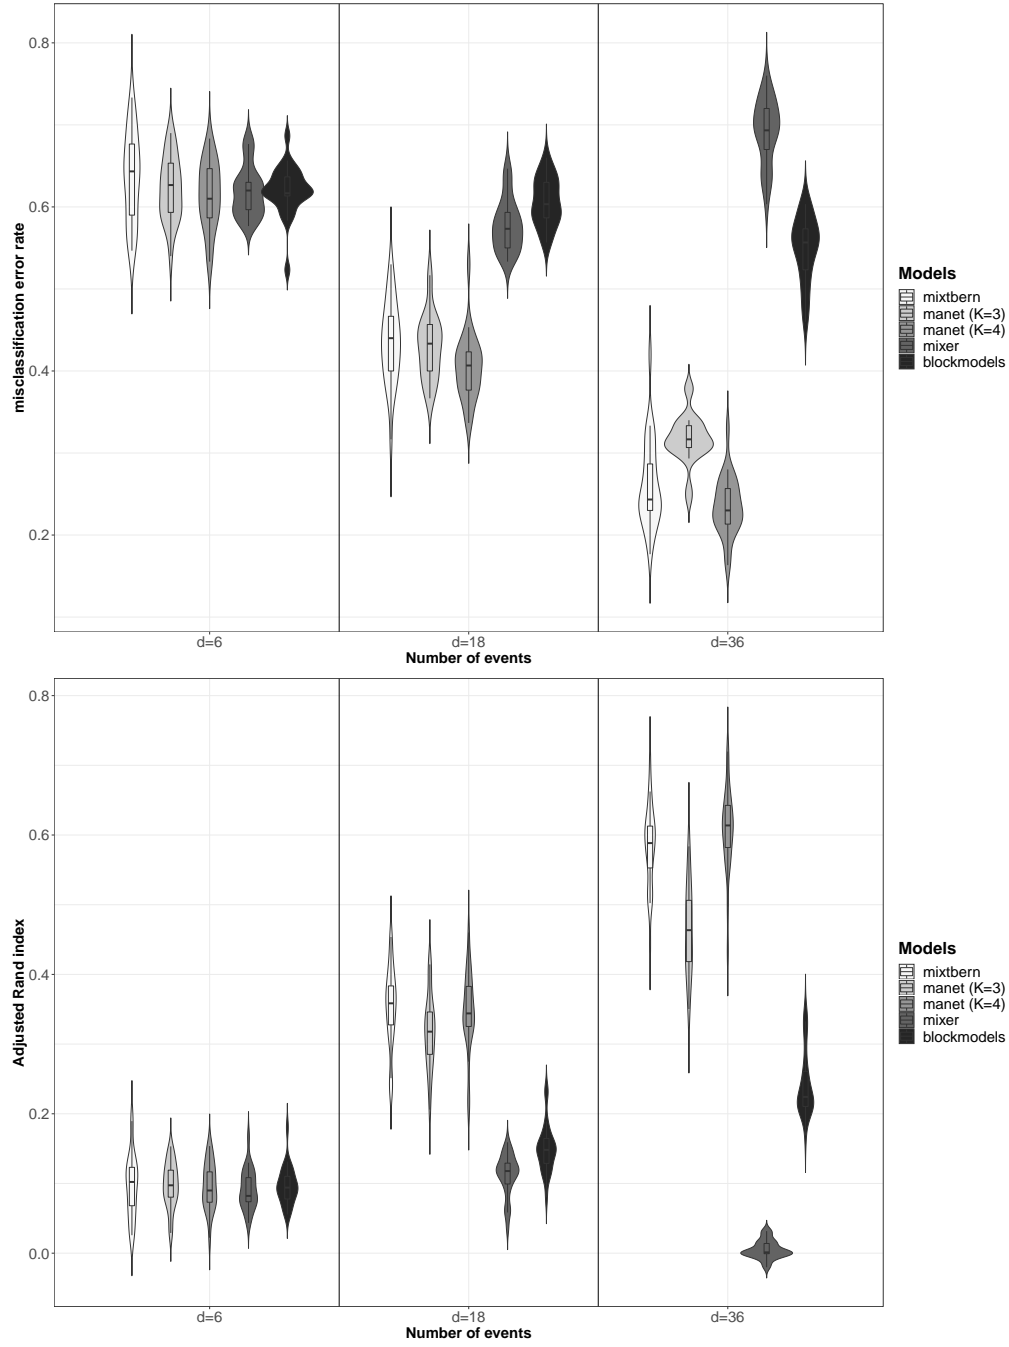 0.8
0.6
0.4
0.2
misclassification error rate
d=6
d=18
d=36
Number of events
Models
mixtbern
manet (K=3)
manet (K=4)
mixer
blockmodels
0.8
0.6
0.4
0.2
0.0
Adjusted Rand index
d=6
d=18
d=36
Number of events
Models
mixtbern
manet (K=3)
manet (K=4)
mixer
blockmodels